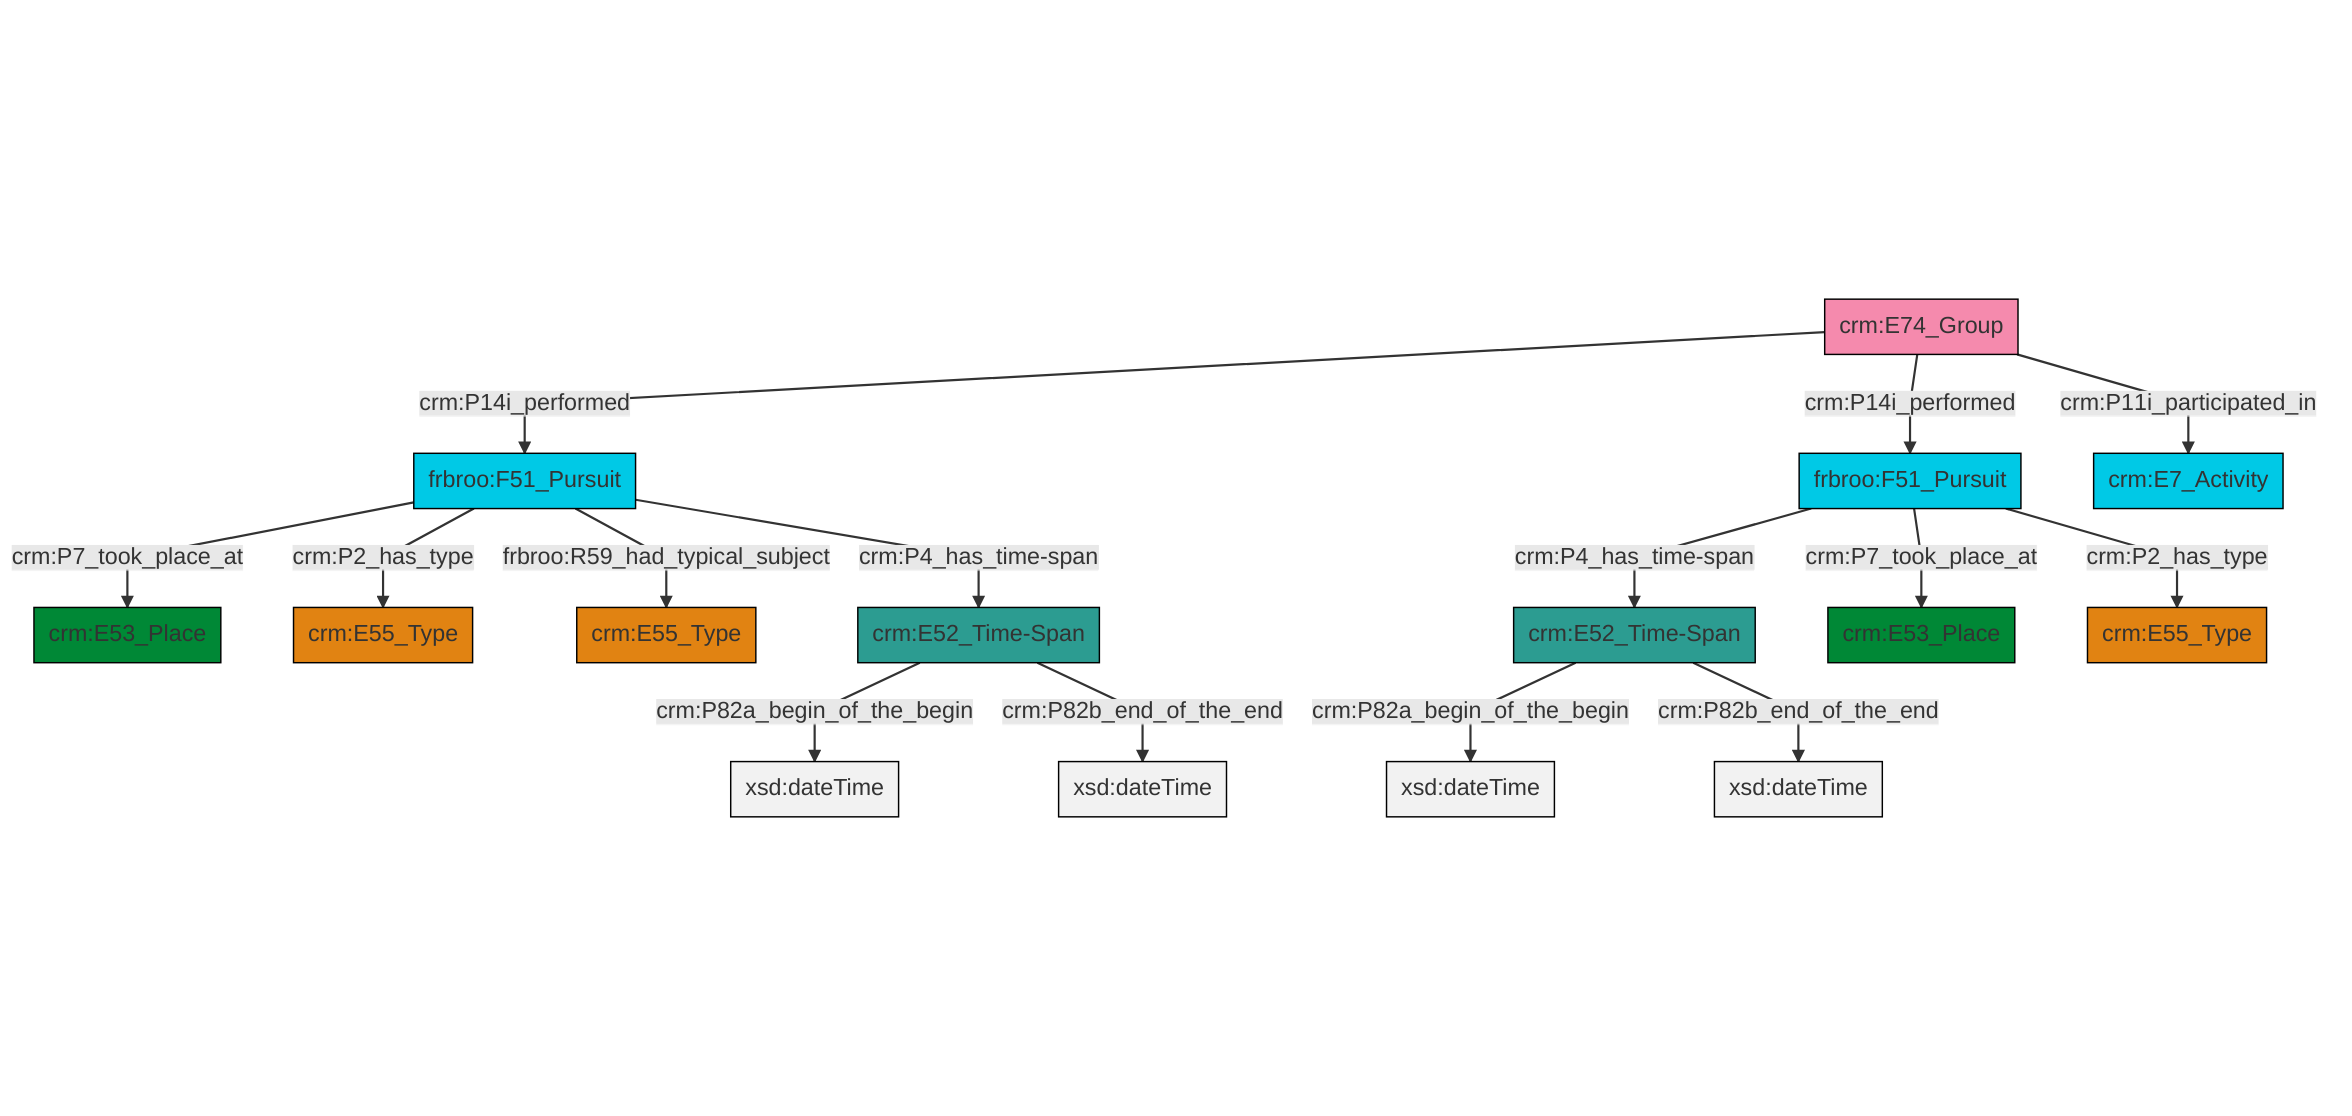 crm:E74_Group
crm:P14i_performed
crm:P14i_performed
crm:P11i_participated_in
frbroo:F51_Pursuit
frbroo:F51_Pursuit
crm:E7_Activity
crm:P7_took_place_at
crm:P2_has_type
frbroo:R59_had_typical_subject
crm:P4_has_time-span
crm:P4_has_time-span
crm:P7_took_place_at
crm:P2_has_type
crm:E53_Place
crm:E55_Type
crm:E55_Type
crm:E52_Time-Span
crm:E52_Time-Span
crm:E53_Place
crm:E55_Type
crm:P82a_begin_of_the_begin
crm:P82b_end_of_the_end
crm:P82a_begin_of_the_begin
crm:P82b_end_of_the_end
xsd:dateTime
xsd:dateTime
xsd:dateTime
xsd:dateTime